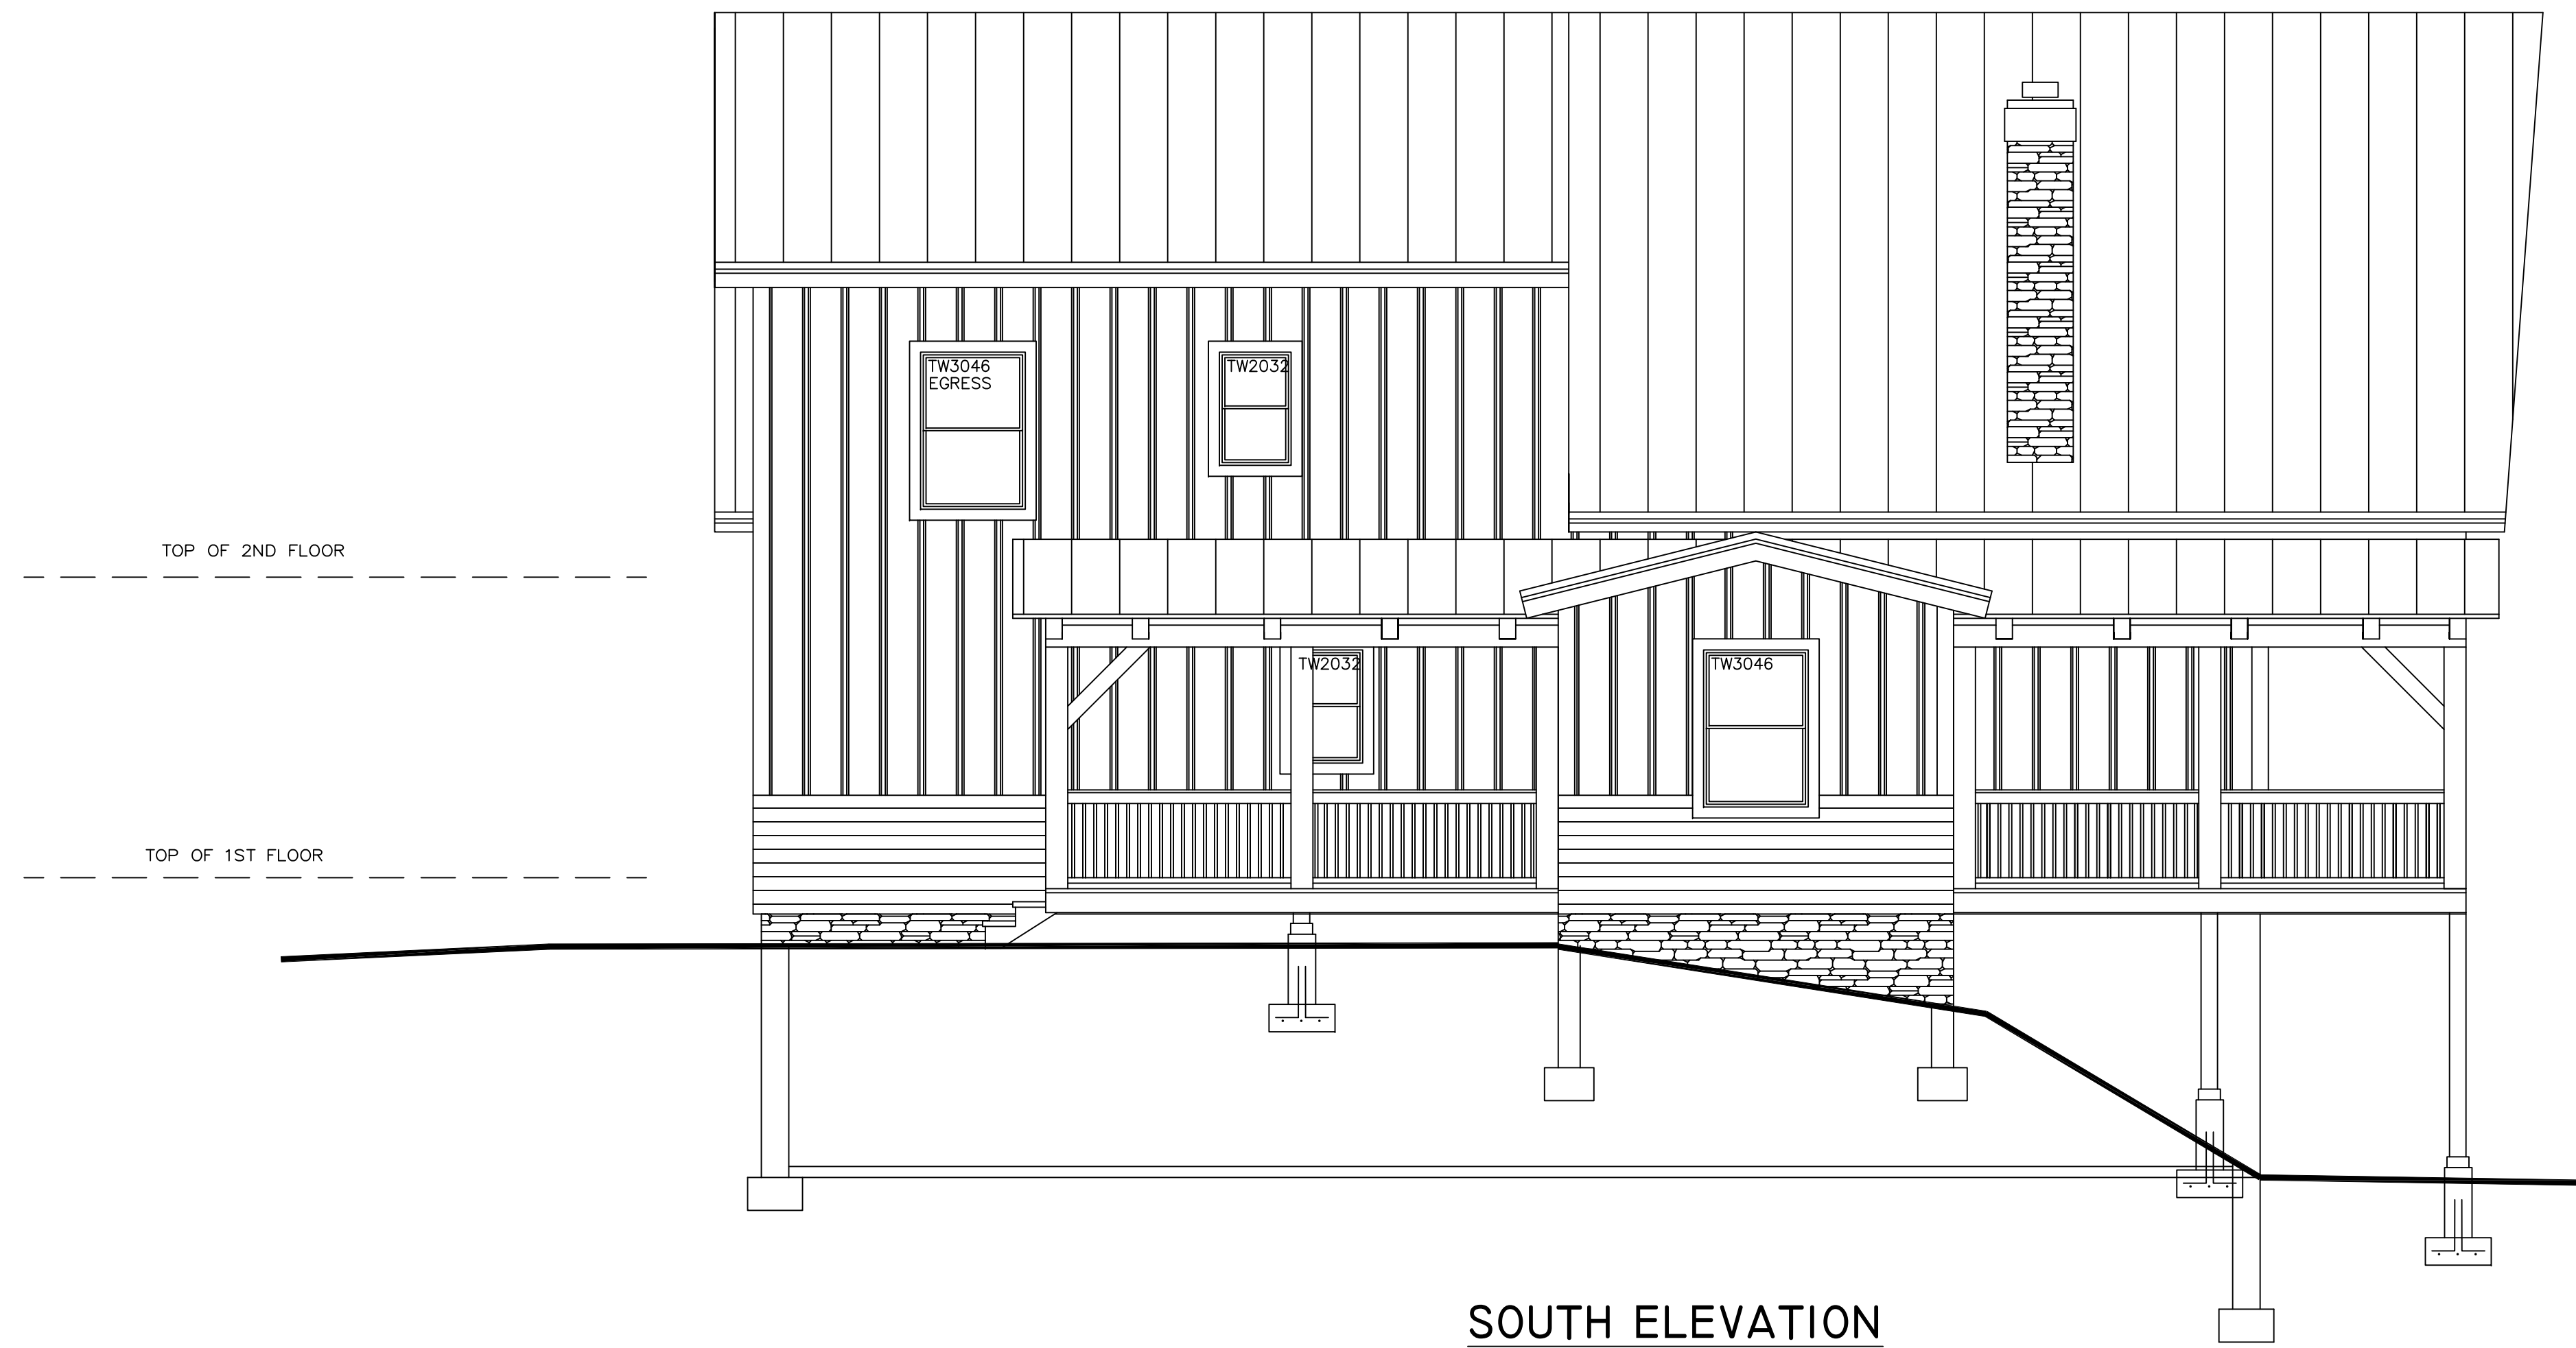 TW3046
EGRESS
TW2032
TOP OF 2ND FLOOR
TW2032
TW3046
TOP OF 1ST FLOOR
SOUTH ELEVATION